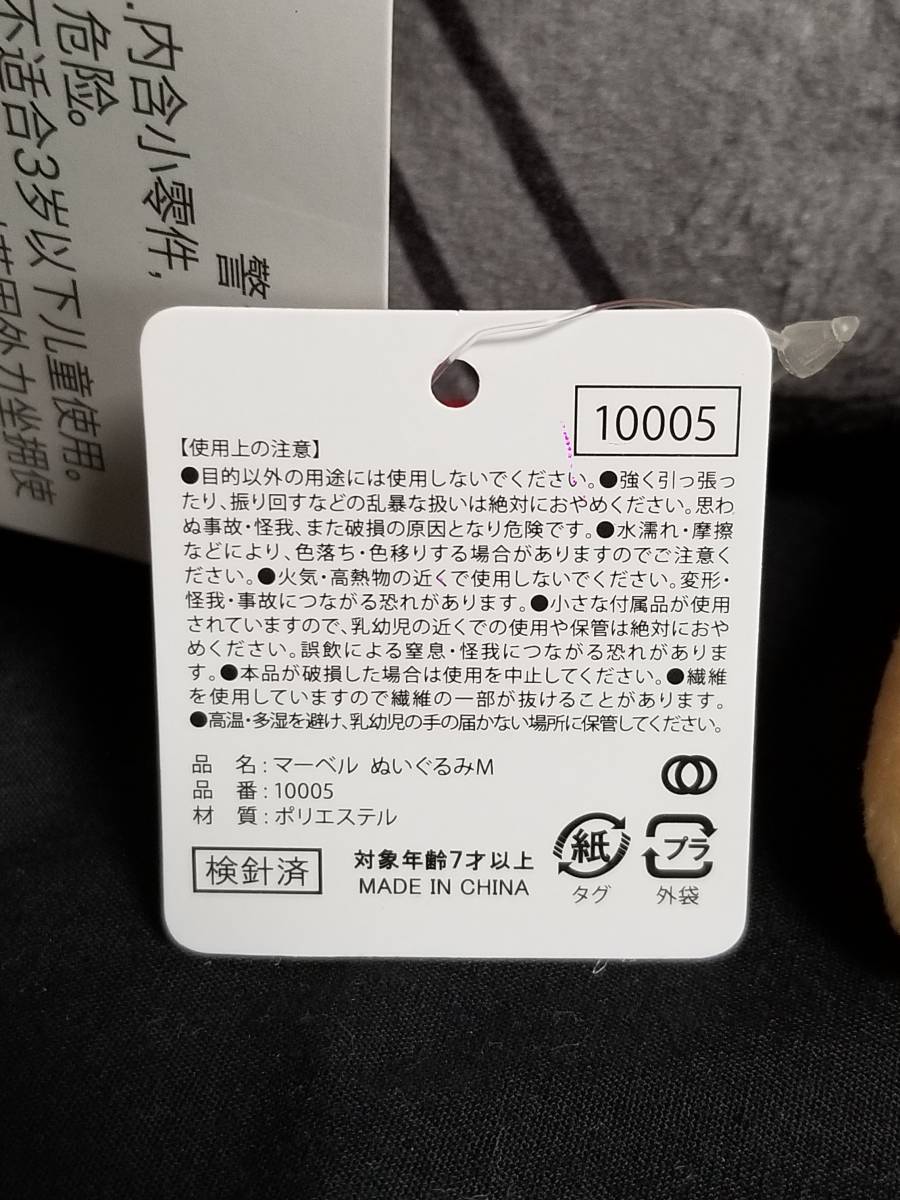 .内含小零件,
危险。
不适合3岁以下儿童使用。
警
10005
【使用上の注意】
●目的以外の用途には使用しないでください。●強く引っ張っ
たり、振り回すなどの乱暴な扱いは絶対におやめください。思わ
ぬ事故・怪我、また破損の原因となり危険です。●水濡れ・摩擦
などにより、色落ち・色移りする場合がありますのでご注意く
ださい。●火気・高熱物の近くで使用しないでください。変形・
怪我・事故につながる恐れがあります。●小さな付属品が使用
されていますので、乳幼児の近くでの使用や保管は絶対におや
めください。誤飲による窒息・怪我につながる恐れがありま
す。●本品が破損した場合は使用を中止してください。●繊維
を使用していますので繊維の一部が抜けることがあります。
●高温・多湿を避け、乳幼児の手の届かない場所に保管してください。
品 名:マーベル ぬいぐるみM
品 番:10005
材 質:ポリエステル
検針済
対象年齢7才以上
MADE IN CHINA
紙
タグ
プラ
外袋